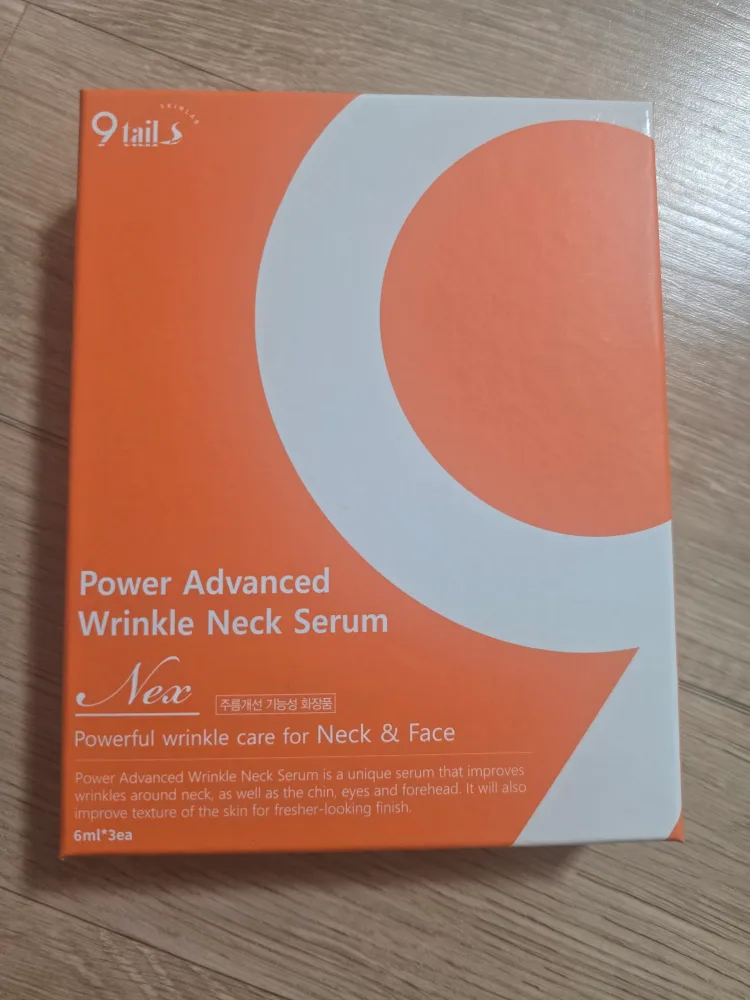 SKINLAB
9 tails
Power Advanced
Wrinkle Neck Serum
Nex
주름개선 기능성 화장품
Powerful wrinkle care for Neck & Face
Power Advanced Wrinkle Neck Serum is a unique serum that improves
wrinkles around neck, as well as the chin, eyes and forehead. It will also
improve texture of the skin for fresher-looking finish.
6ml*3ea